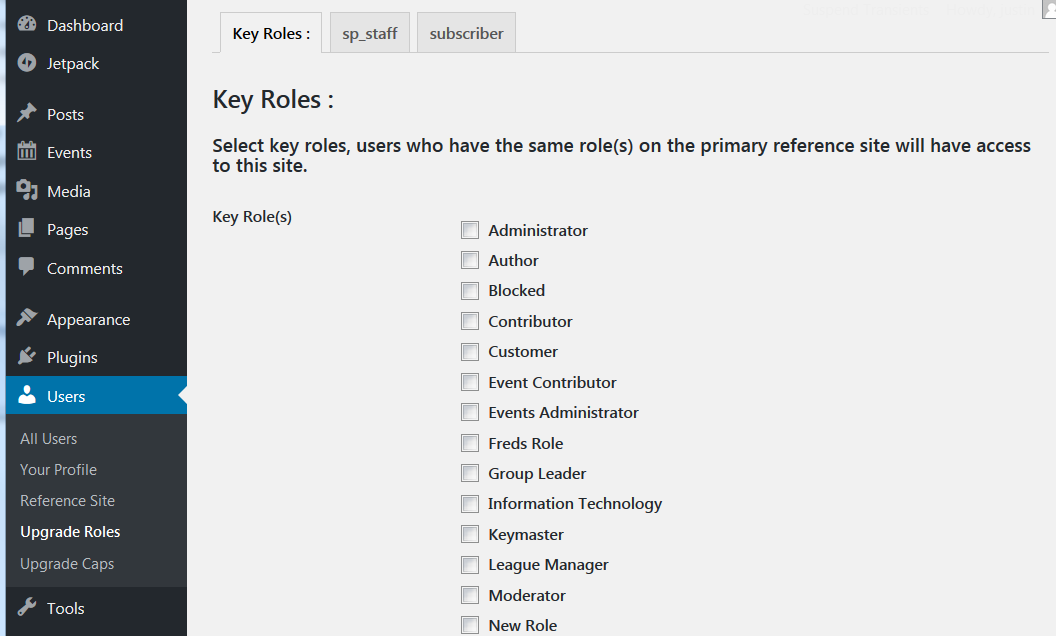 Dashboard
Jetpack
Posts
Events
Media
Pages
Comments
Appearance
Plugins
Users
All Users
Your Profile
Reference Site
Upgrade Roles
Upgrade Caps
Tools
Key Roles :
sp_staff
subscriber
Key Roles :
Select key roles, users who have the same role(s) on the primary reference site will have access
to this site.
Key Role(s)
Administrator
Author
Blocked
Contributor
Customer
Event Contributor
Events Administrator
Freds Role
Group Leader
Information Technology
Keymaster
League Manager
Moderator
New Role